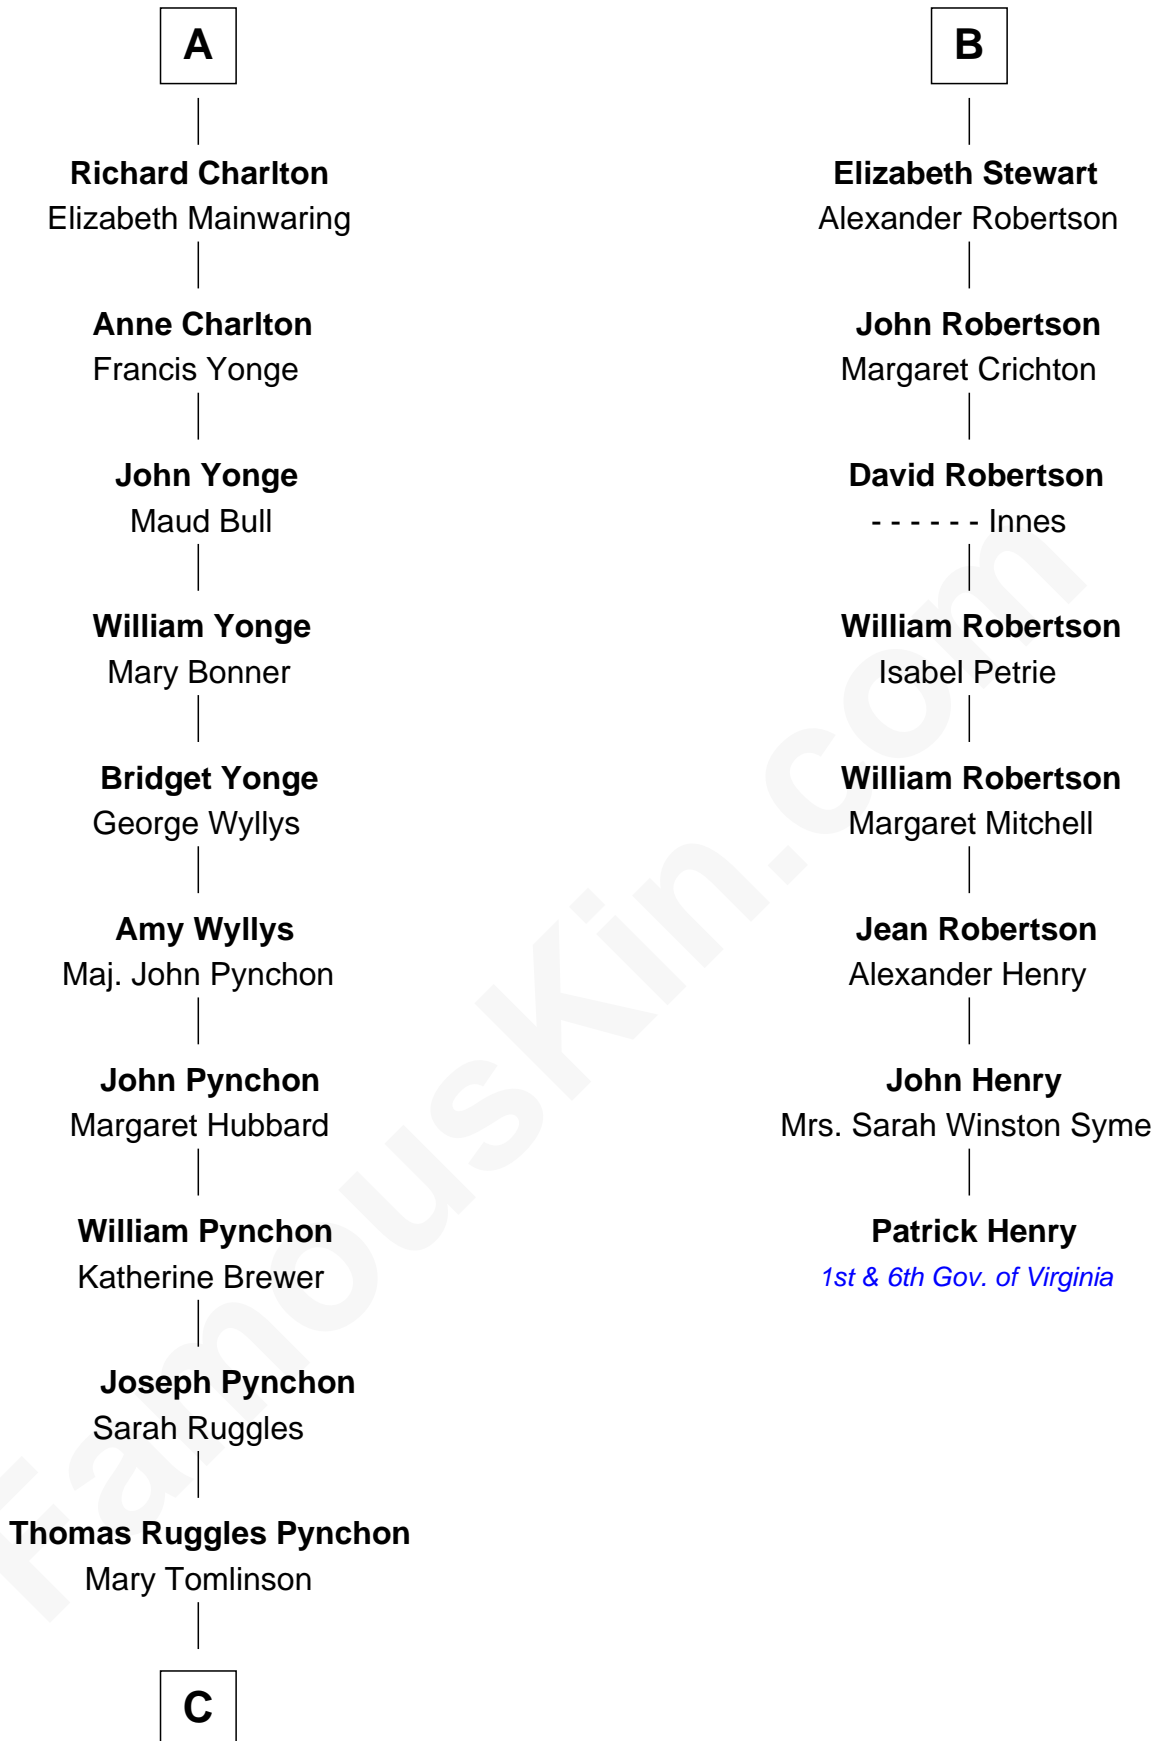 A
Richard Charlton
Elizabeth Mainwaring
Anne Charlton
Francis Yonge
John Yonge
Maud Bull
William Yonge
Mary Bonner
Bridget Yonge
George Wyllys
Amy Wyllys
Maj. John Pynchon
John Pynchon
Margaret Hubbard
William Pynchon
Katherine Brewer
Joseph Pynchon
Sarah Ruggles
Thomas Ruggles Pynchon
Mary Tomlinson
C
B
Elizabeth Stewart
Alexander Robertson
John Robertson
Margaret Crichton
David Robertson
- - - - - - Innes
William Robertson
Isabel Petrie
William Robertson
Margaret Mitchell
Jean Robertson
Alexander Henry
John Henry
Mrs. Sarah Winston Syme
Patrick Henry
1st & 6th Gov. of Virginia
FamousKin.com